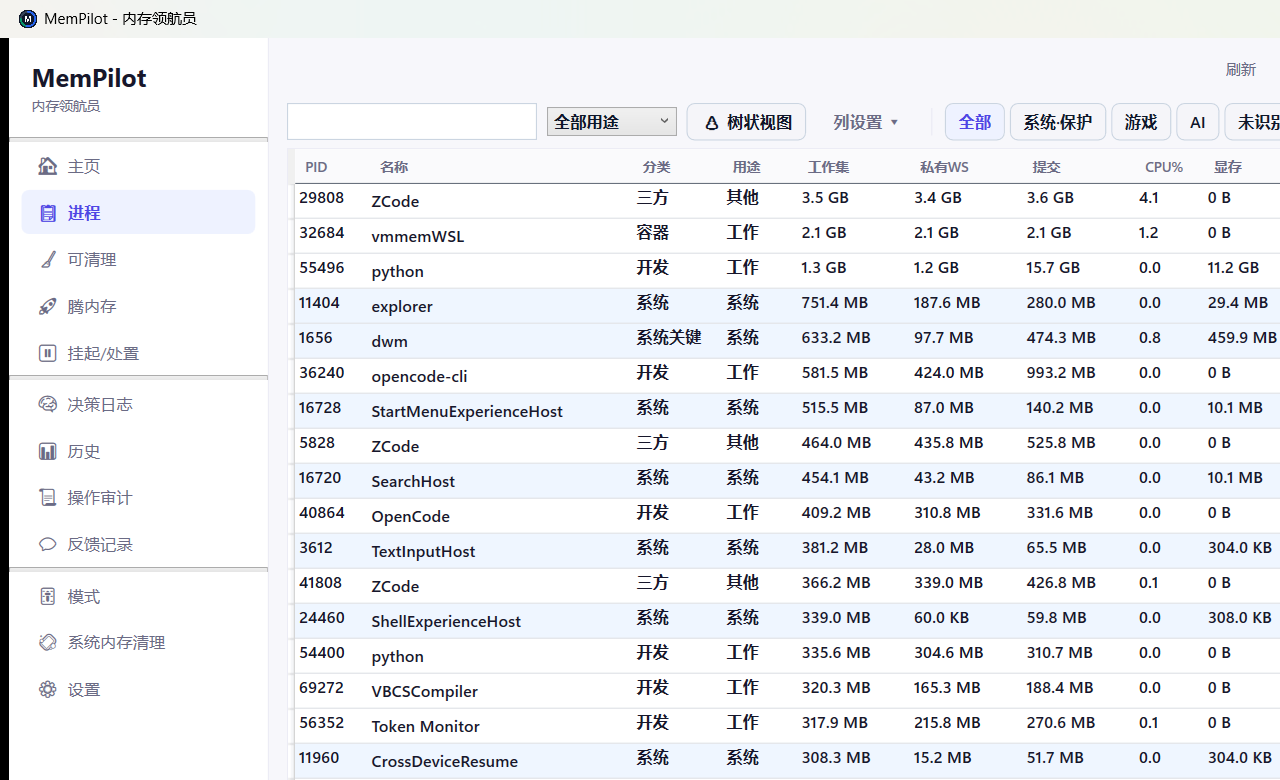 MemPilot - 内存领航员
MemPilot
内存领航员
主页
进程
可清理
腾内存
挂起/处置
决策日志
历史
操作审计
反馈记录
模式
系统内存清理
设置
刷新
全部用途 树状视图 列设置 全部 系统·保护 游戏 AI 未识别
PID 名称 分类 用途 工作集 私有WS 提交 CPU% 显存
29808 ZCode 三方 其他 3.5 GB 3.4 GB 3.6 GB 4.1 0 B
32684 vmmemWSL 容器 工作 2.1 GB 2.1 GB 2.1 GB 1.2 0 B
55496 python 开发 工作 1.3 GB 1.2 GB 15.7 GB 0.0 11.2 GB
11404 explorer 系统 系统 751.4 MB 187.6 MB 280.0 MB 0.0 29.4 MB
1656 dwm 系统关键 系统 633.2 MB 97.7 MB 474.3 MB 0.8 459.9 MB
36240 opencode-cli 开发 工作 581.5 MB 424.0 MB 993.2 MB 0.0 0 B
16728 StartMenuExperienceHost 系统 系统 515.5 MB 87.0 MB 140.2 MB 0.0 10.1 MB
5828 ZCode 三方 其他 464.0 MB 435.8 MB 525.8 MB 0.0 0 B
16720 SearchHost 系统 系统 454.1 MB 43.2 MB 86.1 MB 0.0 10.1 MB
40864 OpenCode 开发 工作 409.2 MB 310.8 MB 331.6 MB 0.0 0 B
3612 TextInputHost 系统 系统 381.2 MB 28.0 MB 65.5 MB 0.0 304.0 KB
41808 ZCode 三方 其他 366.2 MB 339.0 MB 426.8 MB 0.1 0 B
24460 ShellExperienceHost 系统 系统 339.0 MB 60.0 KB 59.8 MB 0.0 308.0 KB
54400 python 开发 工作 335.6 MB 304.6 MB 310.7 MB 0.0 0 B
69272 VBCSCompiler 开发 工作 320.3 MB 165.3 MB 188.4 MB 0.0 0 B
56352 Token Monitor 开发 工作 317.9 MB 215.8 MB 270.6 MB 0.1 0 B
11960 CrossDeviceResume 系统 系统 308.3 MB 15.2 MB 51.7 MB 0.0 304.0 KB